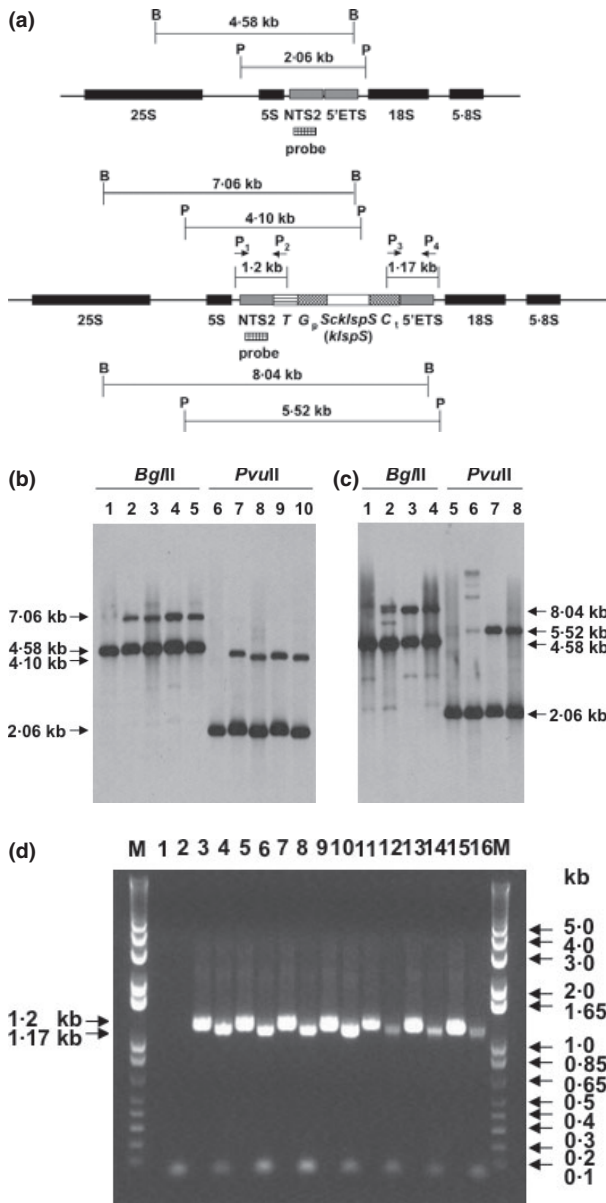 (a)
B B
4·58 kb
P P
2·06 kb
25S 5S NTS2 5'ETS 18S 5·8S
probe
B B
7·06 kb
P P
4·10 kb
P1 P2 P3 P4
1·2 kb 1·17 kb
25S 5S NTS2 T Gp ScklspS Ct 5'ETS 18S 5·8S
(klspS)
probe
B B
8·04 kb
P P
5·52 kb
(b) BglII PvuII
1 2 3 4 5 6 7 8 9 10
7·06 kb
4·58 kb
4·10 kb
2·06 kb
(c) BglII PvuII
1 2 3 4 5 6 7 8
8·04 kb
5·52 kb
4·58 kb
2·06 kb
(d)
M 1 2 3 4 5 6 7 8 9 10 11 12 13 14 15 16 M kb
1·2 kb
1·17 kb
5·0
4·0
3·0
2·0
1·65
1·0
0·85
0·65
0·5
0·4
0·3
0·2
0·1